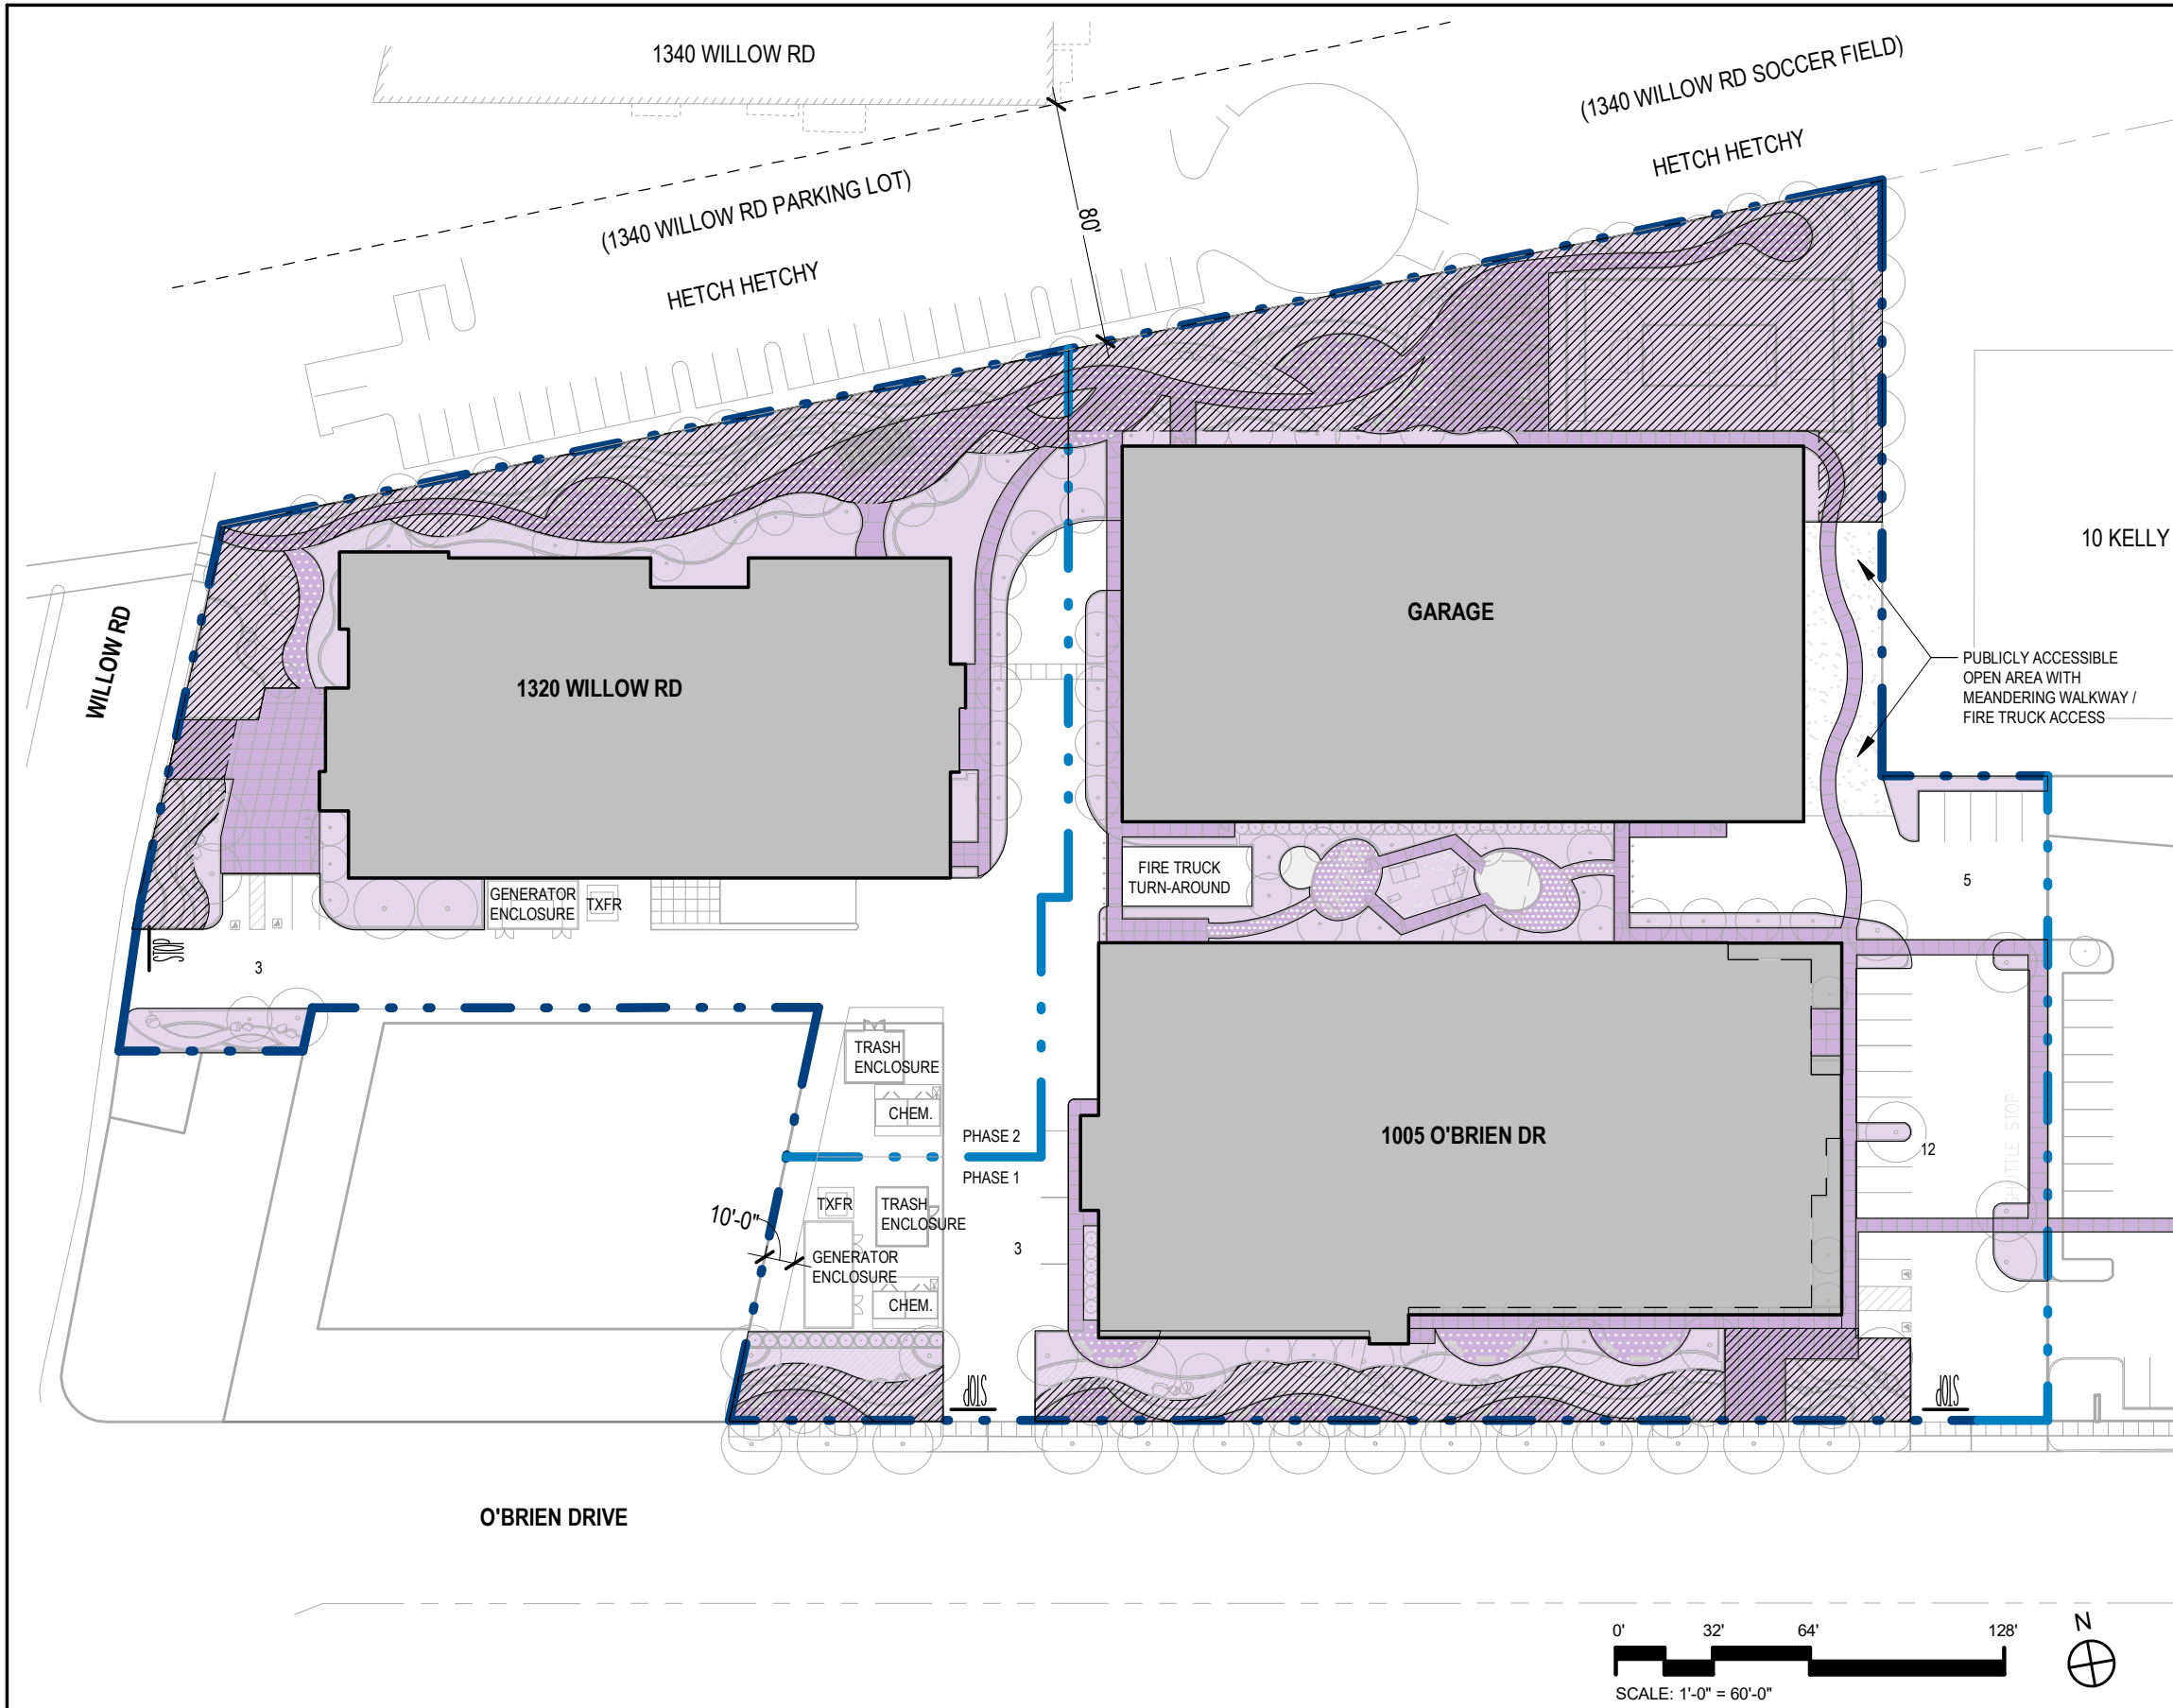 1340 WILLOW RD
(1340 WILLOW RD SOCCER FIELD)
HETCH HETCHY
(1340 WILLOW RD PARKING LOT)
HETCH HETCHY
80'
WILLOW RD
1320 WILLOW RD
GARAGE
10 KELLY
PUBLICLY ACCESSIBLE
OPEN AREA WITH
MEANDERING WALKWAY /
FIRE TRUCK ACCESS
FIRE TRUCK
TURN-AROUND
GENERATOR
ENCLOSURE
TXFR
5
STOP
3
TRASH
ENCLOSURE
CHEM.
PHASE 2
PHASE 1
1005 O'BRIEN DR
12
SHUTTLE STOP
10'-0"
TXFR
TRASH
ENCLOSURE
GENERATOR
ENCLOSURE
CHEM.
3
STOP
STOP
O'BRIEN DRIVE
0'
32'
64'
128'
SCALE: 1'-0" = 60'-0"
N